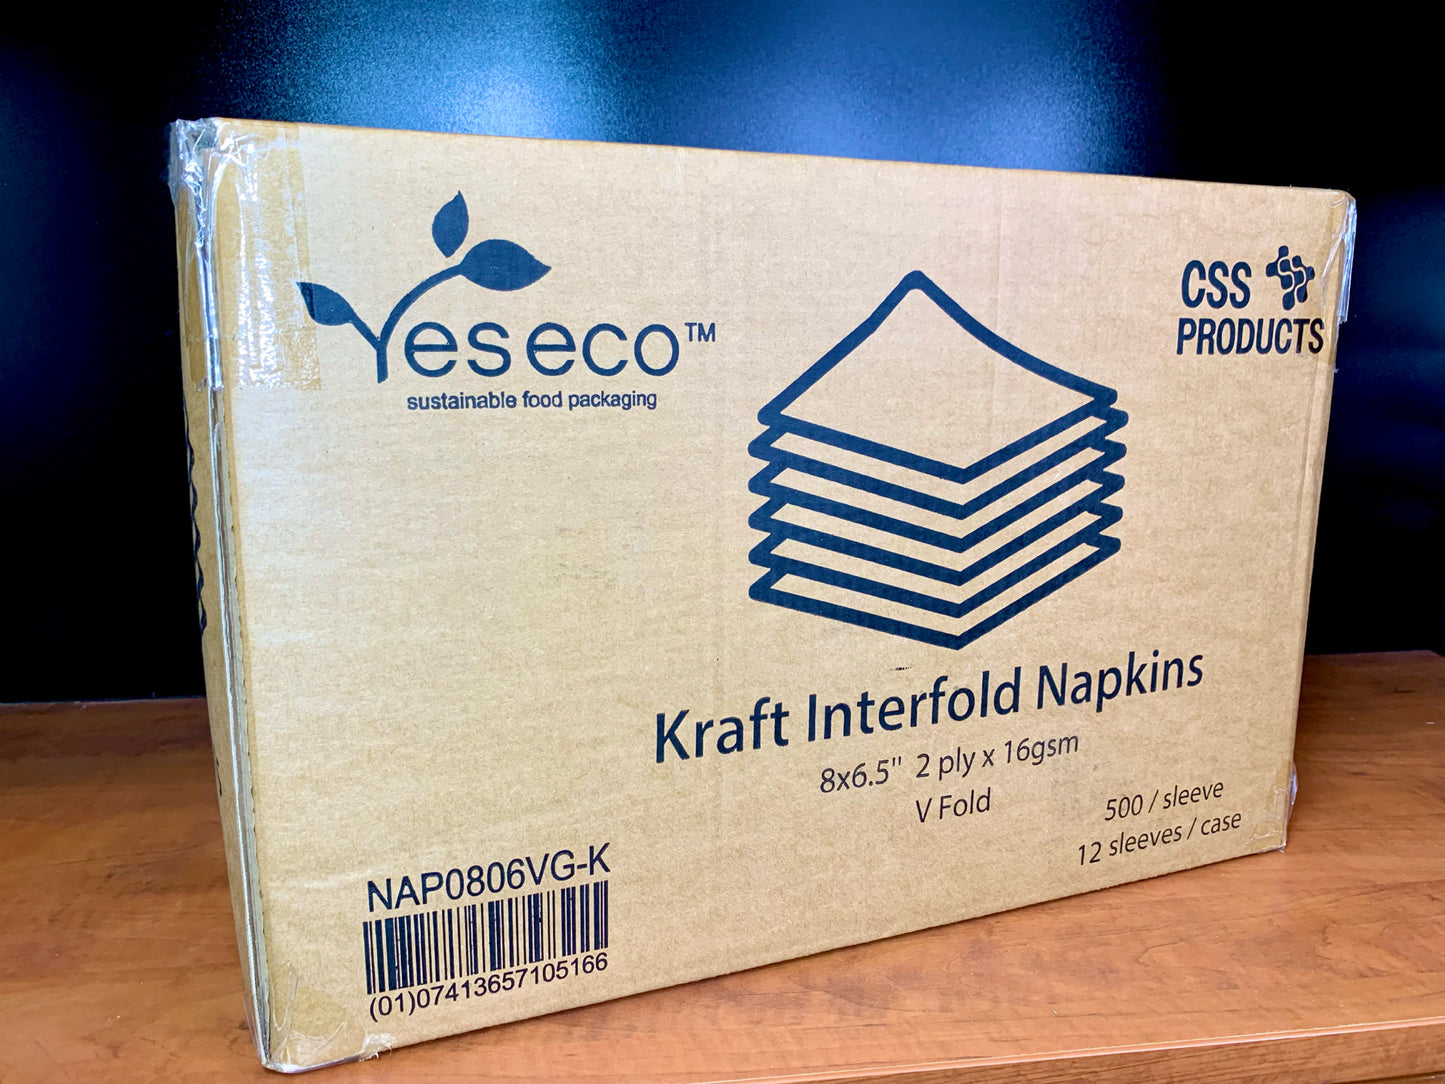 Yeseco™
sustainable food packaging
CSS
PRODUCTS
Kraft Interfold Napkins
8x6.5" 2 ply x 16gsm
V Fold
500 / sleeve
12 sleeves / case
NAP0806VG-K
(01)07413657105166